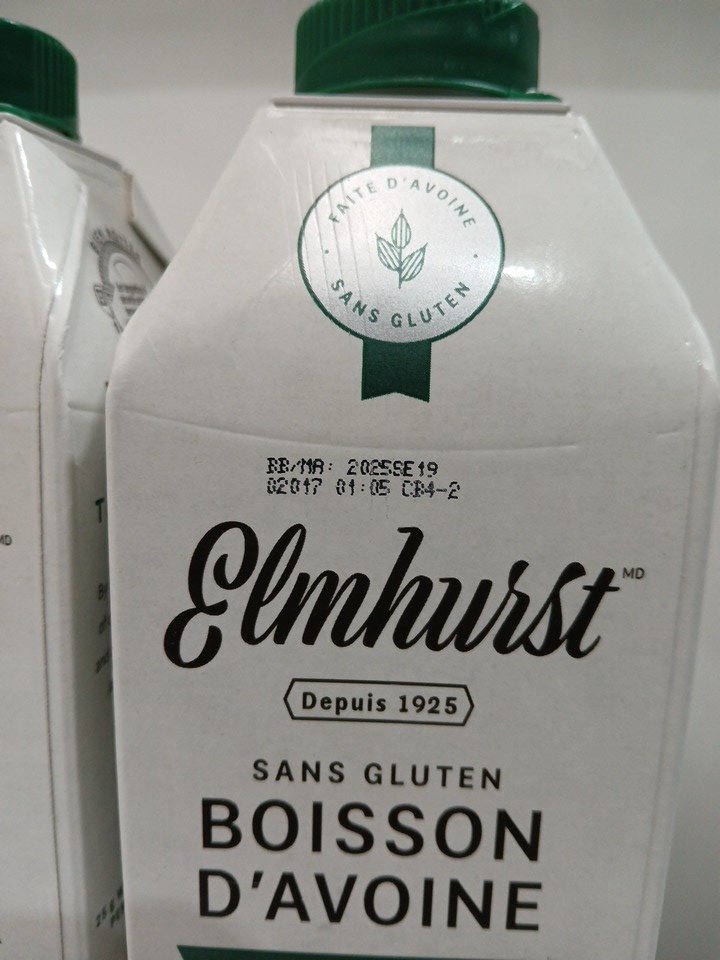 FAITE D'AVOINE
SANS GLUTEN
BB/MA: 2025SE19
02017 01:05 CB4-2
Elmhurst MD
Depuis 1925
SANS GLUTEN
BOISSON
D'AVOINE
MD